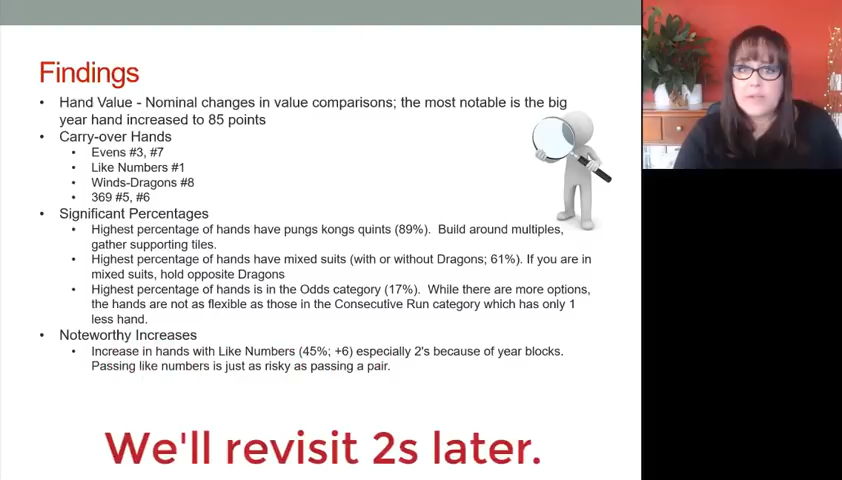 Findings
• Hand Value - Nominal changes in value comparisons; the most notable is the big
year hand increased to 85 points
• Carry-over Hands
• Evens #3, #7
• Like Numbers #1
• Winds-Dragons #8
• 369 #5, #6
• Significant Percentages
• Highest percentage of hands have pungs kongs quints (89%). Build around multiples,
gather supporting tiles.
• Highest percentage of hands have mixed suits (with or without Dragons; 61%). If you are in
mixed suits, hold opposite Dragons
• Highest percentage of hands is in the Odds category (17%). While there are more options,
the hands are not as flexible as those in the Consecutive Run category which has only 1
less hand.
• Noteworthy Increases
• Increase in hands with Like Numbers (45%; +6) especially 2's because of year blocks.
Passing like numbers is just as risky as passing a pair.
We'll revisit 2s later.